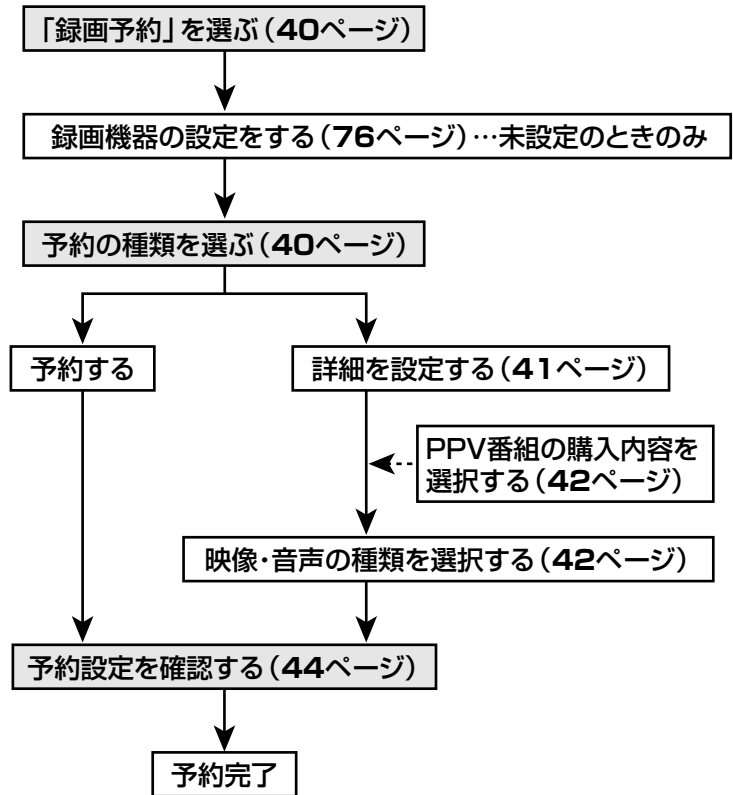 「録画予約」を選ぶ（40ページ）
録画機器の設定をする（76ページ）…未設定のときのみ
予約の種類を選ぶ（40ページ）
予約する
詳細を設定する（41ページ）
PPV番組の購入内容を
選択する（42ページ）
映像・音声の種類を選択する（42ページ）
予約設定を確認する（44ページ）
予約完了